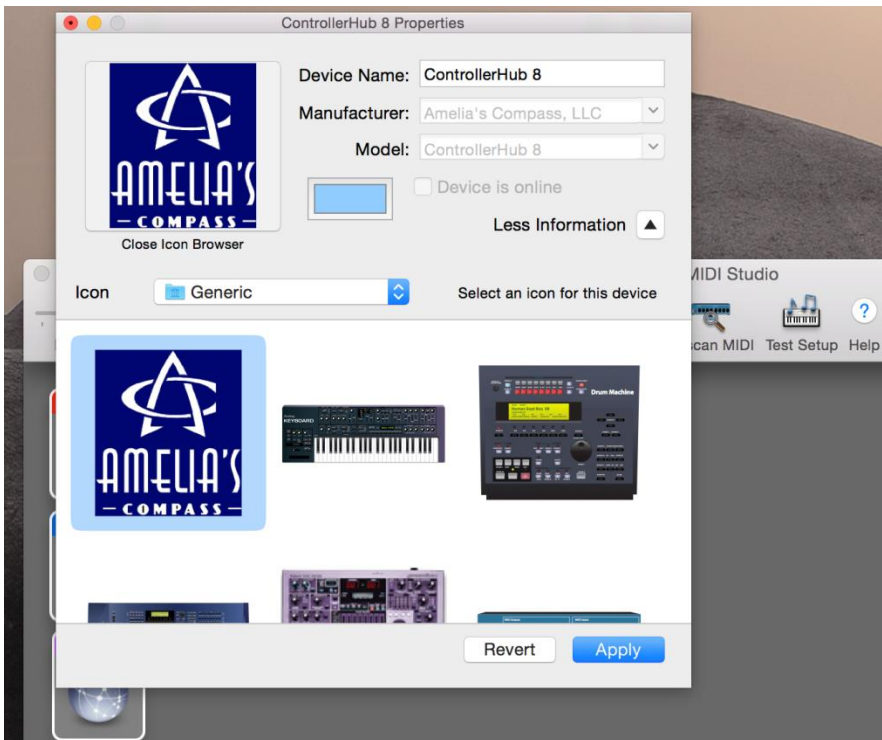 ControllerHub 8 Properties
AMELIA'S
COMPASS
Close Icon Browser
Device Name: ControllerHub 8
Manufacturer: Amelia's Compass, LLC
Model: ControllerHub 8
Device is online
Less Information
MIDI Studio
Icon Generic Select an icon for this device
can MIDI Test Setup ? Help
AMELIA'S
COMPASS
KEYBOARD
Drum Machine
Revert Apply